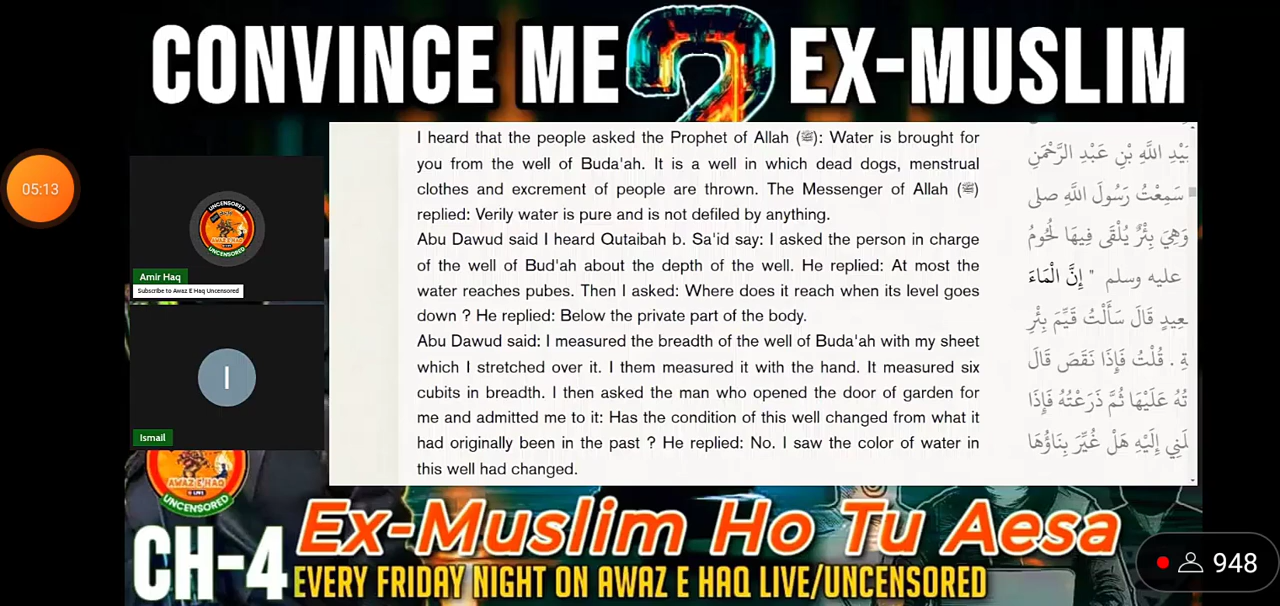 CONVINCE ME 2 EX-MUSLIM
05:13
I heard that the people asked the Prophet of Allah (ﷺ): Water is brought for
you from the well of Buda'ah. It is a well in which dead dogs, menstrual
clothes and excrement of people are thrown. The Messenger of Allah (ﷺ)
replied: Verily water is pure and is not defiled by anything.
Abu Dawud said I heard Qutaibah b. Sa'id say: I asked the person in charge
of the well of Bud'ah about the depth of the well. He replied: At most the
water reaches pubes. Then I asked: Where does it reach when its level goes
down ? He replied: Below the private part of the body.
Abu Dawud said: I measured the breadth of the well of Buda'ah with my sheet
which I stretched over it. I them measured it with the hand. It measured six
cubits in breadth. I then asked the man who opened the door of garden for
me and admitted me to it: Has the condition of this well changed from what it
had originally been in the past ? He replied: No. I saw the color of water in
this well had changed.
بَيْدِ اللَّهِ بْنِ عَبْدِ الرَّحْمَنِ
سَمِعْتُ رَسُولَ اللَّهِ صلى
وَهِيَ بِئْرٌ يُلْقَى فِيهَا لُحُومُ
عليه وسلم " إِنَّ الْمَاءَ
عِيدٍ قَالَ سَأَلْتُ قَيِّمَ بِئْرِ
ةِ . قُلْتُ فَإِذَا نَقَصَ قَالَ
تُهُ عَلَيْهَا ثُمَّ ذَرَعْتُهُ فَإِذَا
لَنِي إِلَيْهِ هَلْ غُيِّرَ بِنَاؤُهَا
UNCENSORED
AWAZ E HAQ
UNCENSORED
Amir Haq
Subscribe to Awaz E Haq Uncensored
I
Ismail
AWAZ E HAQ
LIVE
UNCENSORED
CH-4
Ex-Muslim Ho Tu Aesa
EVERY FRIDAY NIGHT ON AWAZ E HAQ LIVE/UNCENSORED
948